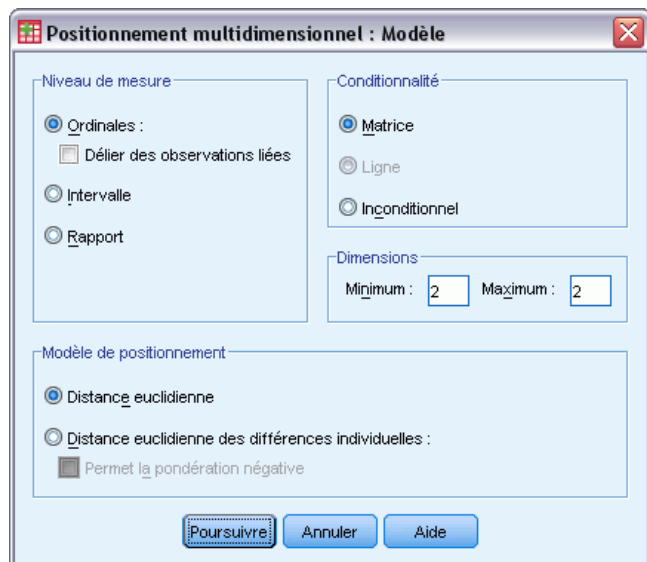 Positionnement multidimensionnel : Modèle
Niveau de mesure
Ordinales :
Délier des observations liées
Intervalle
Rapport
Conditionnalité
Matrice
Ligne
Inconditionnel
Dimensions
Minimum : 2 Maximum : 2
Modèle de positionnement
Distance euclidienne
Distance euclidienne des différences individuelles :
Permet la pondération négative
Poursuivre Annuler Aide